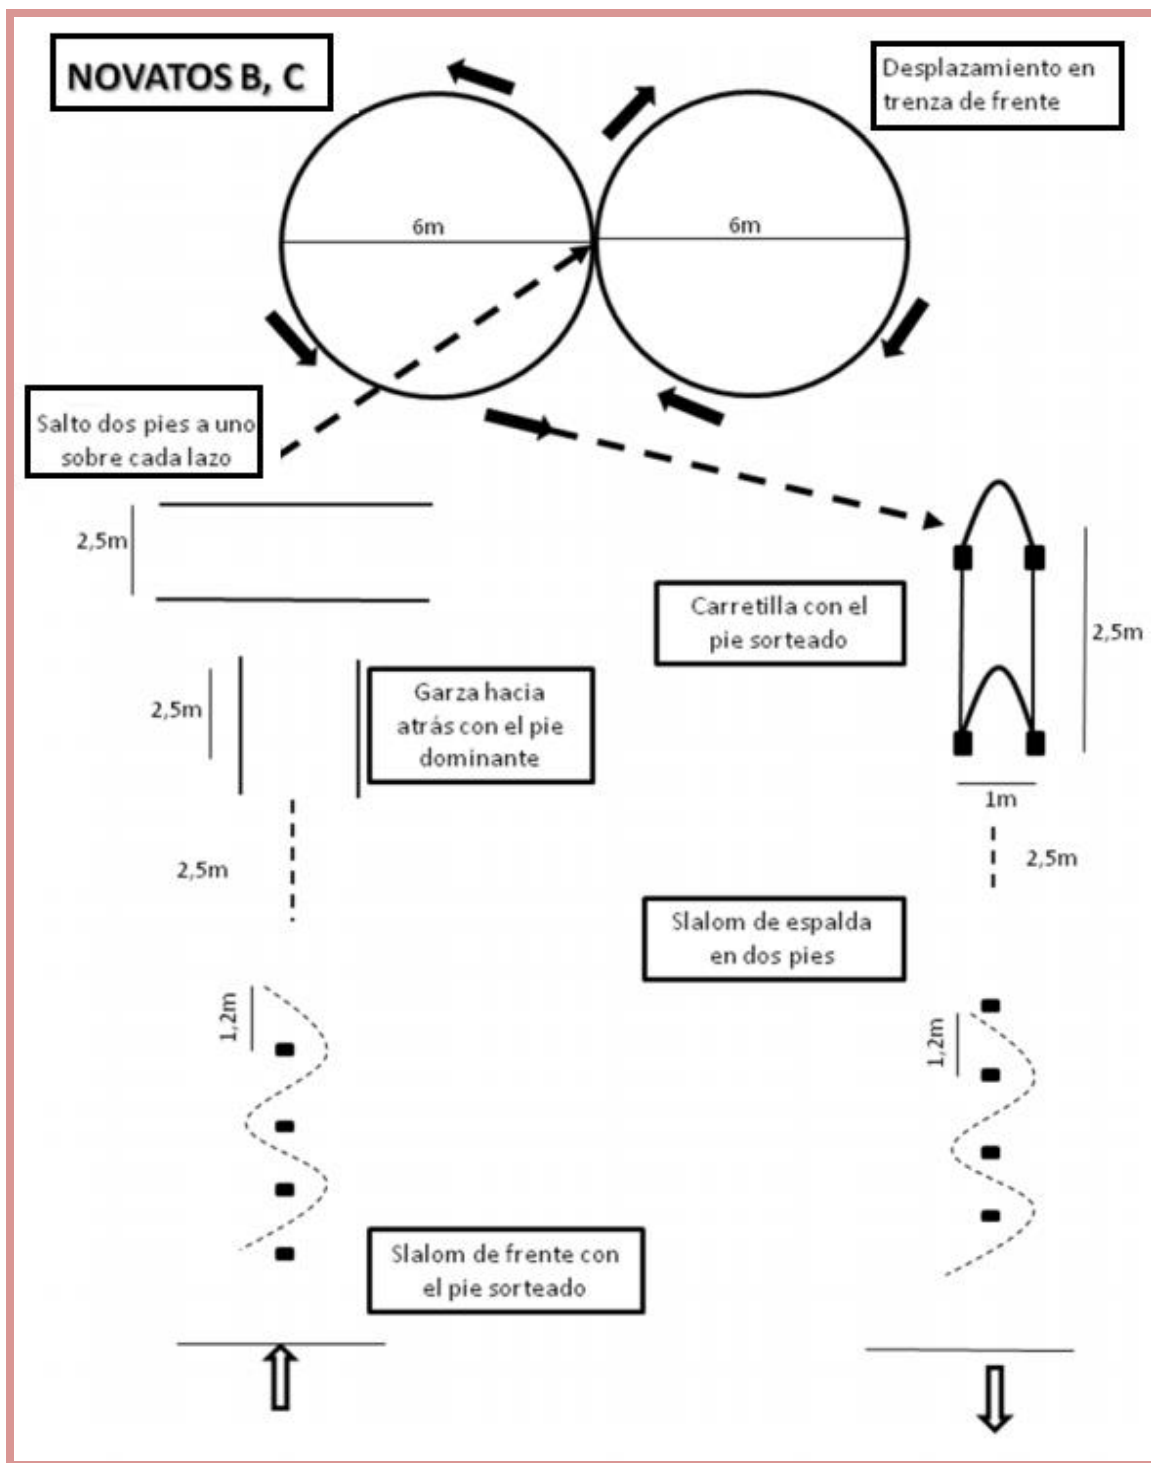 NOVATOS B, C
Desplazamiento en
trenza de frente
6m
6m
Salto dos pies a uno
sobre cada lazo
2,5m
Carretilla con el
pie sorteado
2,5m
Garza hacia
atrás con el pie
dominante
2,5m
1m
2,5m
2,5m
Slalom de espalda
en dos pies
1,2m
1,2m
Slalom de frente con
el pie sorteado